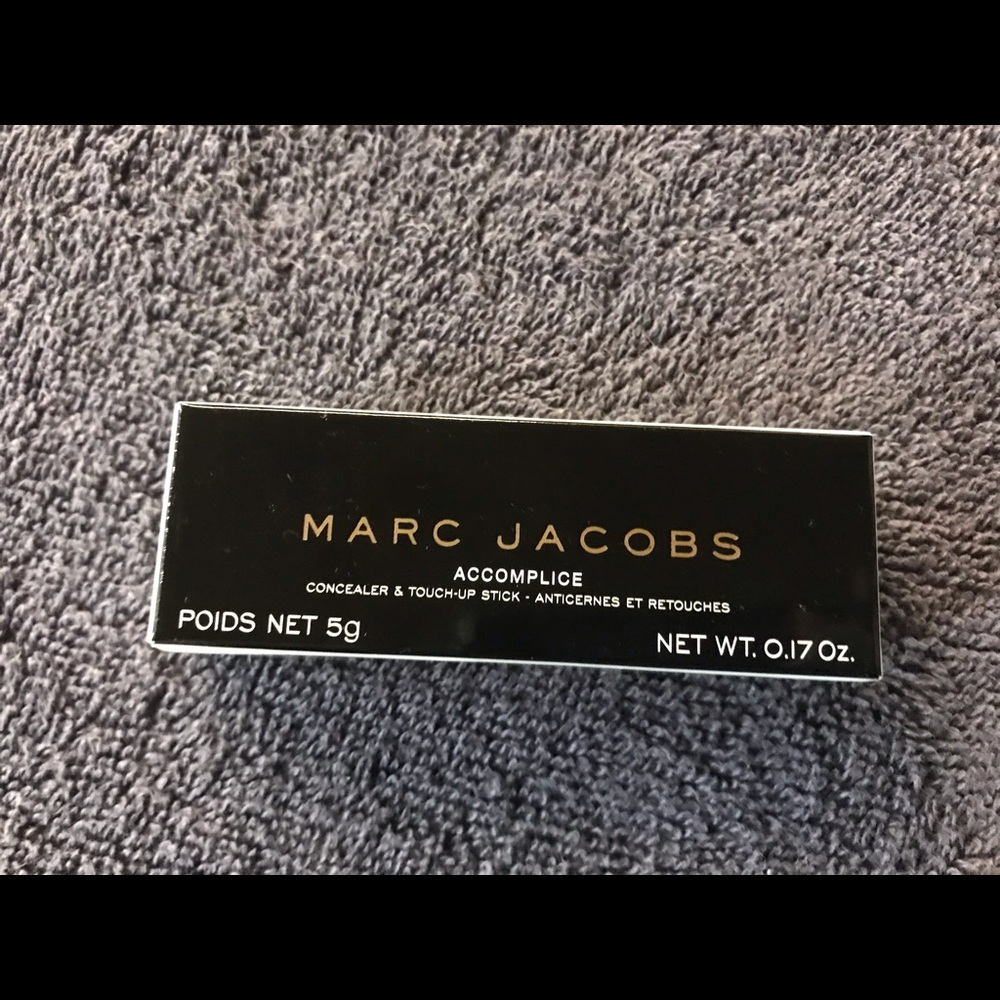 MARC JACOBS
ACCOMPLICE
CONCEALER & TOUCH-UP STICK - ANTICERNES ET RETOUCHES
POIDS NET 5g
NET WT. 0.17 Oz.